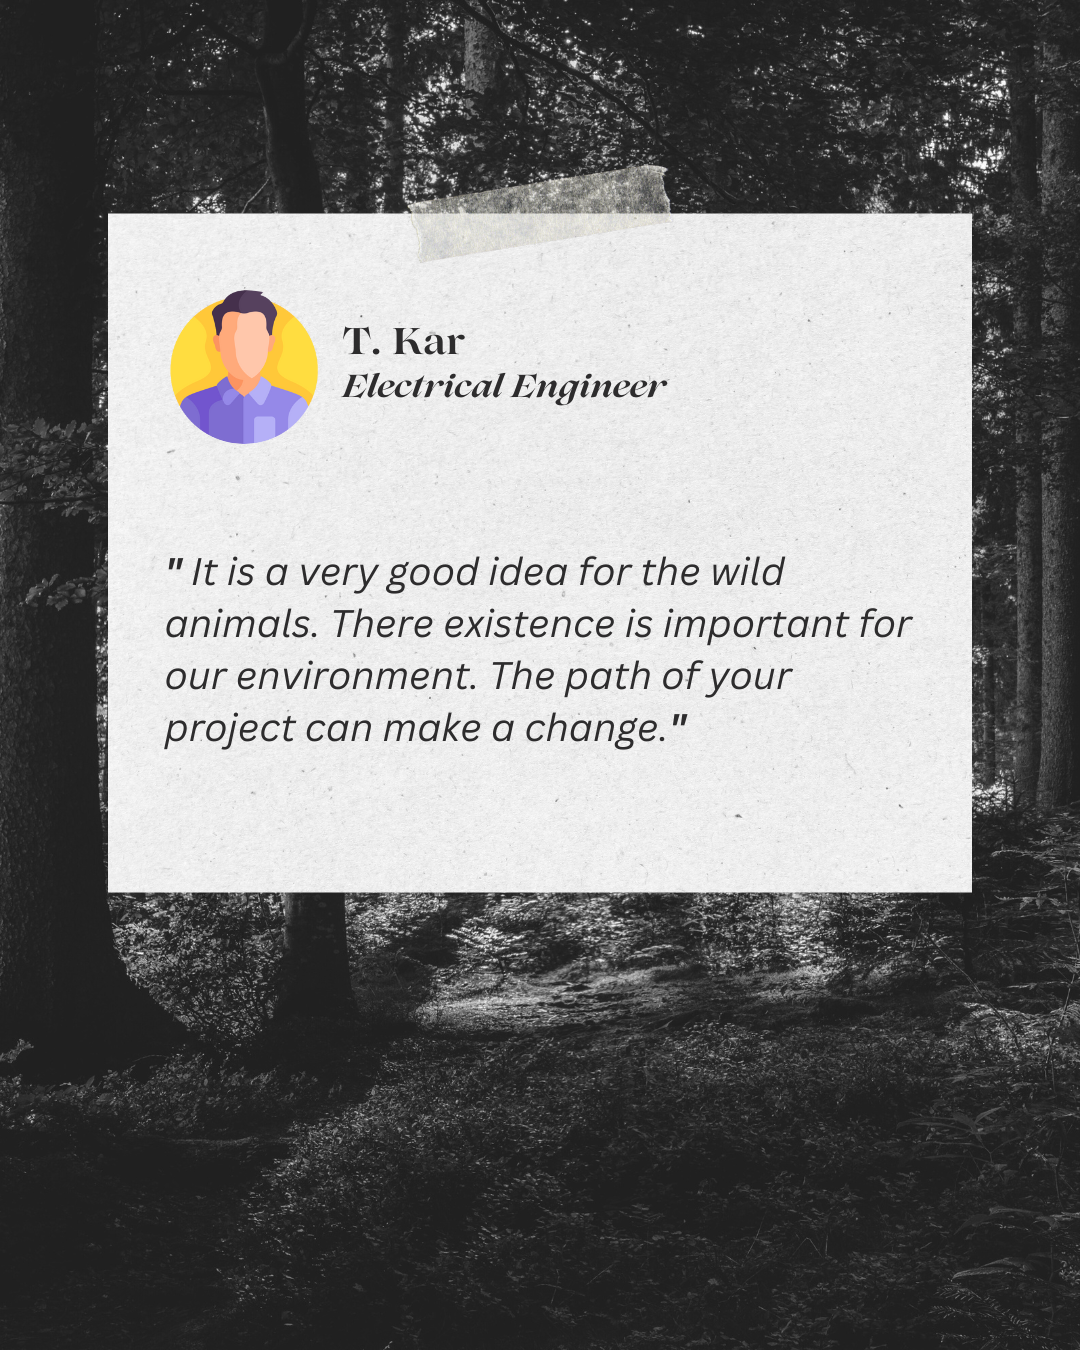 T. Kar
Electrical Engineer
" It is a very good idea for the wild
animals. There existence is important for
our environment. The path of your
project can make a change."